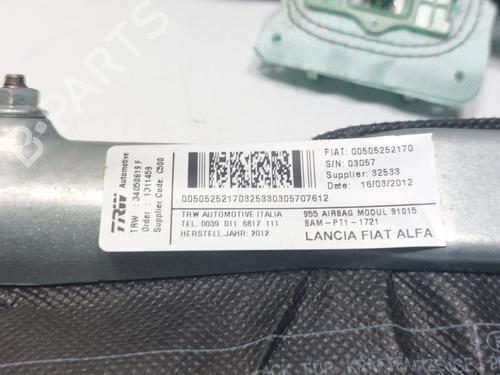 TRW Automotive
TRW : 34050619 F
Order : 1311459
Supplier Code: C5D0
FIAT: 00505252170
S/N: 03057
Supplier: 32533
Date: 16/03/2012
00505252170325330305707612
TRW AUTOMOTIVE ITALIA
TEL. 0039 011 6817 111
HERSTELL.JAHR: 2012
955 AIRBAG MODUL 91015
BAM-PT1-1721
LANCIA FIAT ALFA
B-PARTS